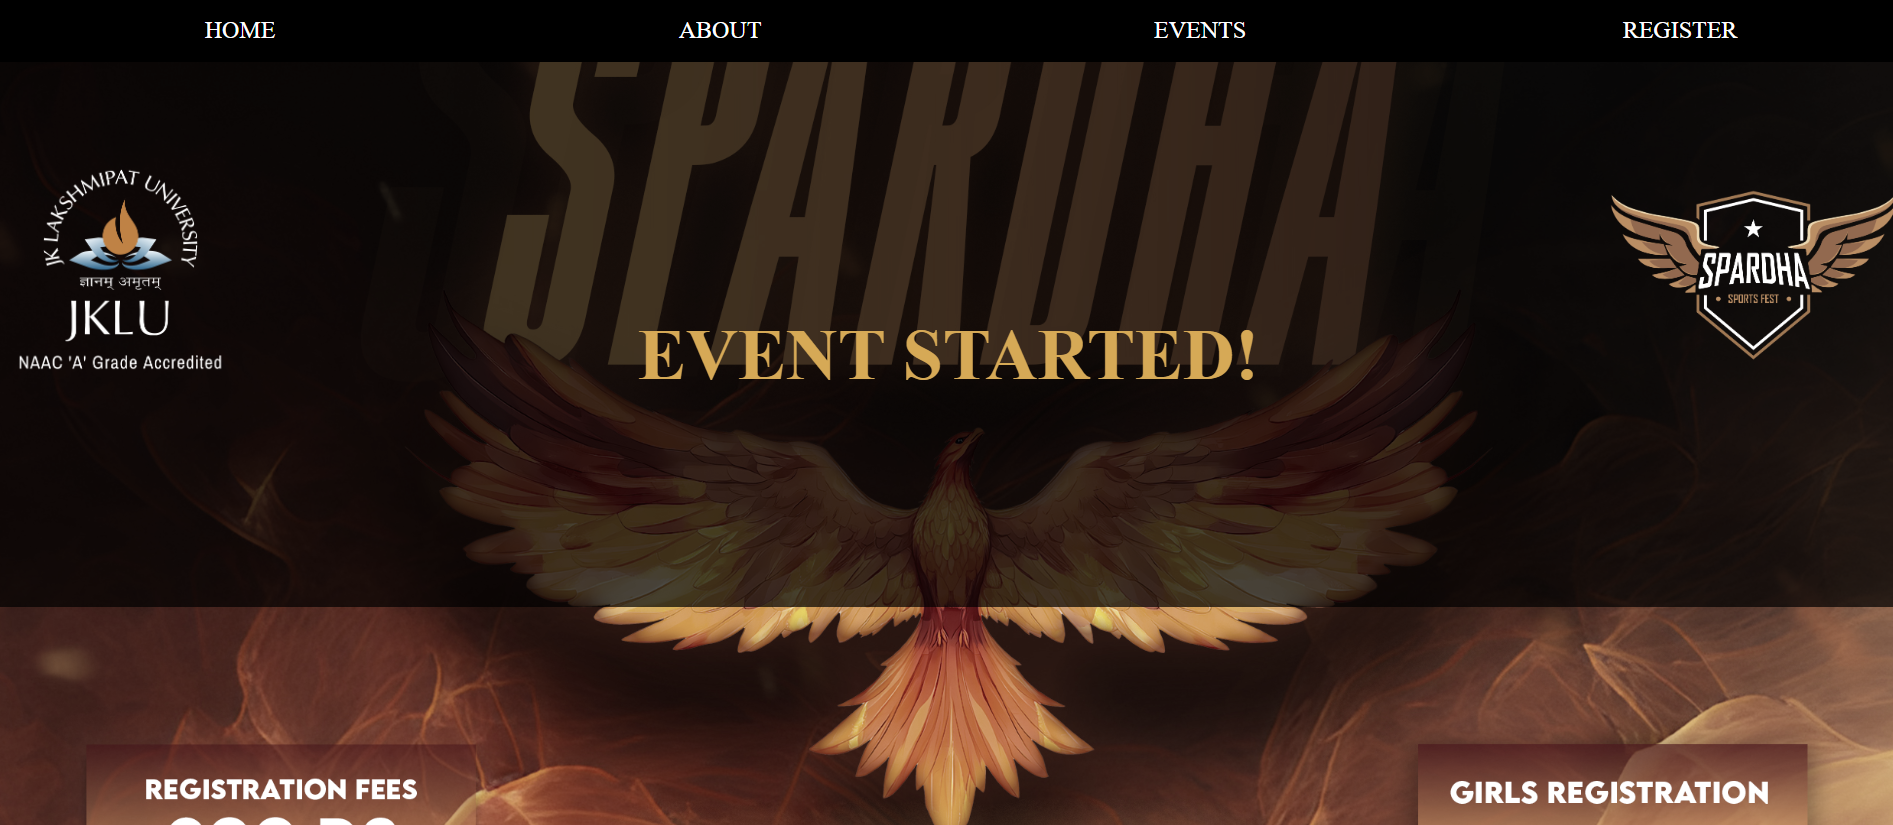 HOME
ABOUT
EVENTS
REGISTER
SPARDHA
JK LAKSHMIPAT UNIVERSITY
ज्ञानम् अमृतम्
JKLU
NAAC 'A' Grade Accredited
SPARDHA
• SPORTS FEST •
EVENT STARTED!
REGISTRATION FEES
GIRLS REGISTRATION